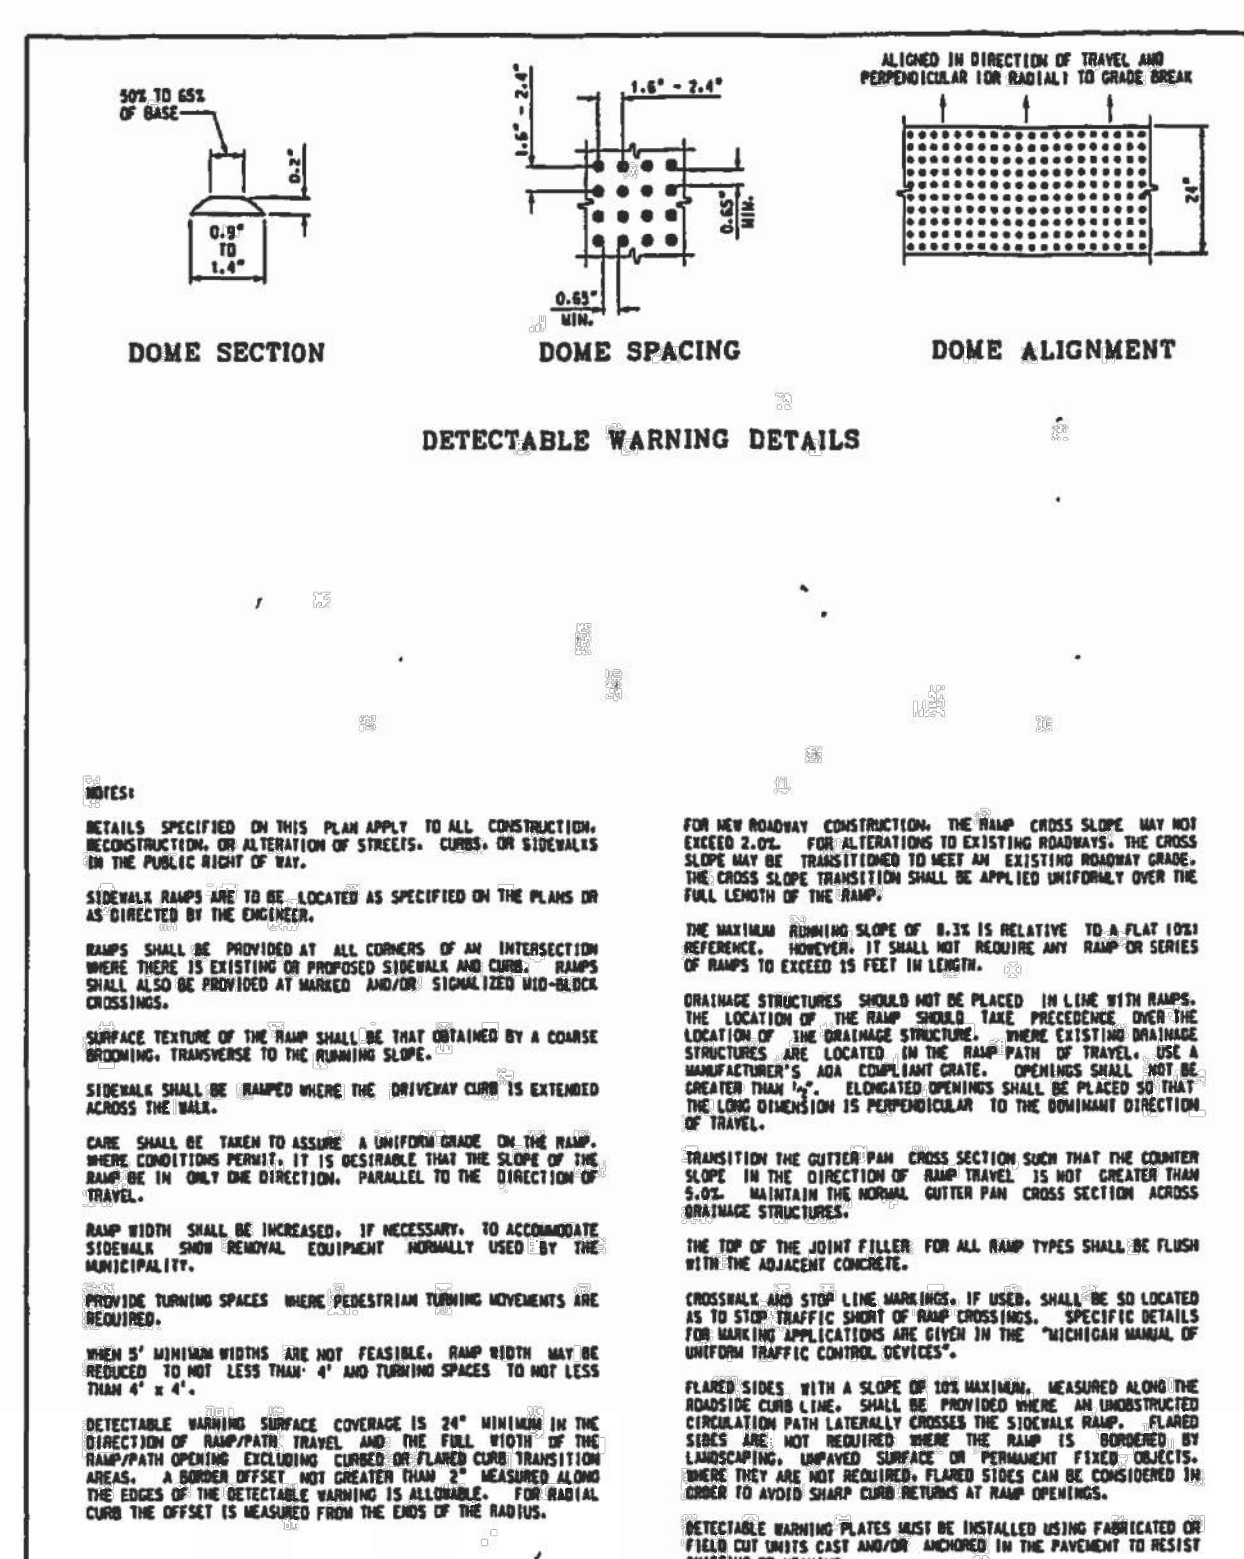 50% TO 65%
OF BASE
0.2"
0.9"
TO
1.4"
DOME SECTION
1.6" - 2.4"
1.6" - 2.4"
0.65"
MIN.
0.65"
MIN.
DOME SPACING
ALIGNED IN DIRECTION OF TRAVEL AND
PERPENDICULAR (OR RADIAL) TO GRADE BREAK
24"
DOME ALIGNMENT
DETECTABLE WARNING DETAILS
NOTES:
DETAILS SPECIFIED ON THIS PLAN APPLY TO ALL CONSTRUCTION,
RECONSTRUCTION, OR ALTERATION OF STREETS, CURBS, OR SIDEWALKS
IN THE PUBLIC RIGHT OF WAY.
SIDEWALK RAMPS ARE TO BE LOCATED AS SPECIFIED ON THE PLANS OR
AS DIRECTED BY THE ENGINEER.
RAMPS SHALL BE PROVIDED AT ALL CORNERS OF AN INTERSECTION
WHERE THERE IS EXISTING OR PROPOSED SIDEWALK AND CURB. RAMPS
SHALL ALSO BE PROVIDED AT MARKED AND/OR SIGNALIZED MID-BLOCK
CROSSINGS.
SURFACE TEXTURE OF THE RAMP SHALL BE THAT OBTAINED BY A COARSE
BROOMING, TRANSVERSE TO THE RUNNING SLOPE.
SIDEWALK SHALL BE RAMPED WHERE THE DRIVEWAY CURB IS EXTENDED
ACROSS THE WALK.
CARE SHALL BE TAKEN TO ASSURE A UNIFORM GRADE ON THE RAMP.
WHERE CONDITIONS PERMIT, IT IS DESIRABLE THAT THE SLOPE OF THE
RAMP BE IN ONLY ONE DIRECTION, PARALLEL TO THE DIRECTION OF
TRAVEL.
RAMP WIDTH SHALL BE INCREASED, IF NECESSARY, TO ACCOMMODATE
SIDEWALK SNOW REMOVAL EQUIPMENT NORMALLY USED BY THE
MUNICIPALITY.
PROVIDE TURNING SPACES WHERE PEDESTRIAN TURNING MOVEMENTS ARE
REQUIRED.
WHEN 5' MINIMUM WIDTHS ARE NOT FEASIBLE, RAMP WIDTH MAY BE
REDUCED TO NOT LESS THAN 4' AND TURNING SPACES TO NOT LESS
THAN 4' x 4'.
DETECTABLE WARNING SURFACE COVERAGE IS 24" MINIMUM IN THE
DIRECTION OF RAMP/PATH TRAVEL AND THE FULL WIDTH OF THE
RAMP/PATH OPENING EXCLUDING CURBED OR FLARED CURB TRANSITION
AREAS. A BORDER OFFSET NOT GREATER THAN 2" MEASURED ALONG
THE EDGES OF THE DETECTABLE WARNING IS ALLOWABLE. FOR RADIAL
CURB THE OFFSET IS MEASURED FROM THE ENDS OF THE RADIUS.
FOR NEW ROADWAY CONSTRUCTION, THE RAMP CROSS SLOPE MAY NOT
EXCEED 2.0%. FOR ALTERATIONS TO EXISTING ROADWAYS, THE CROSS
SLOPE MAY BE TRANSITIONED TO MEET AN EXISTING ROADWAY GRADE.
THE CROSS SLOPE TRANSITION SHALL BE APPLIED UNIFORMLY OVER THE
FULL LENGTH OF THE RAMP.
THE MAXIMUM RUNNING SLOPE OF 8.3% IS RELATIVE TO A FLAT (0%)
REFERENCE. HOWEVER, IT SHALL NOT REQUIRE ANY RAMP OR SERIES
OF RAMPS TO EXCEED 15 FEET IN LENGTH.
DRAINAGE STRUCTURES SHOULD NOT BE PLACED IN LINE WITH RAMPS.
THE LOCATION OF THE RAMP SHOULD TAKE PRECEDENCE OVER THE
LOCATION OF THE DRAINAGE STRUCTURE. WHERE EXISTING DRAINAGE
STRUCTURES ARE LOCATED IN THE RAMP PATH OF TRAVEL, USE A
MANUFACTURER'S ADA COMPLIANT GRATE. OPENINGS SHALL NOT BE
GREATER THAN ½". ELONGATED OPENINGS SHALL BE PLACED SO THAT
THE LONG DIMENSION IS PERPENDICULAR TO THE DOMINANT DIRECTION
OF TRAVEL.
TRANSITION THE GUTTER PAN CROSS SECTION SUCH THAT THE COUNTER
SLOPE IN THE DIRECTION OF RAMP TRAVEL IS NOT GREATER THAN
5.0%. MAINTAIN THE NORMAL GUTTER PAN CROSS SECTION ACROSS
DRAINAGE STRUCTURES.
THE TOP OF THE JOINT FILLER FOR ALL RAMP TYPES SHALL BE FLUSH
WITH THE ADJACENT CONCRETE.
CROSSWALK AND STOP LINE MARKINGS, IF USED, SHALL BE SO LOCATED
AS TO STOP TRAFFIC SHORT OF RAMP CROSSINGS. SPECIFIC DETAILS
FOR MARKING APPLICATIONS ARE GIVEN IN THE "MICHIGAN MANUAL OF
UNIFORM TRAFFIC CONTROL DEVICES".
FLARED SIDES WITH A SLOPE OF 10% MAXIMUM, MEASURED ALONG THE
ROADSIDE CURB LINE, SHALL BE PROVIDED WHERE AN UNOBSTRUCTED
CIRCULATION PATH LATERALLY CROSSES THE SIDEWALK RAMP. FLARED
SIDES ARE NOT REQUIRED WHERE THE RAMP IS BORDERED BY
LANDSCAPING, UNPAVED SURFACE OR PERMANENT FIXED OBJECTS.
WHERE THEY ARE NOT REQUIRED, FLARED SIDES CAN BE CONSIDERED IN
ORDER TO AVOID SHARP CURB RETURNS AT RAMP OPENINGS.
DETECTABLE WARNING PLATES MUST BE INSTALLED USING FABRICATED OR
FIELD CUT UNITS CAST AND/OR ANCHORED IN THE PAVEMENT TO RESIST